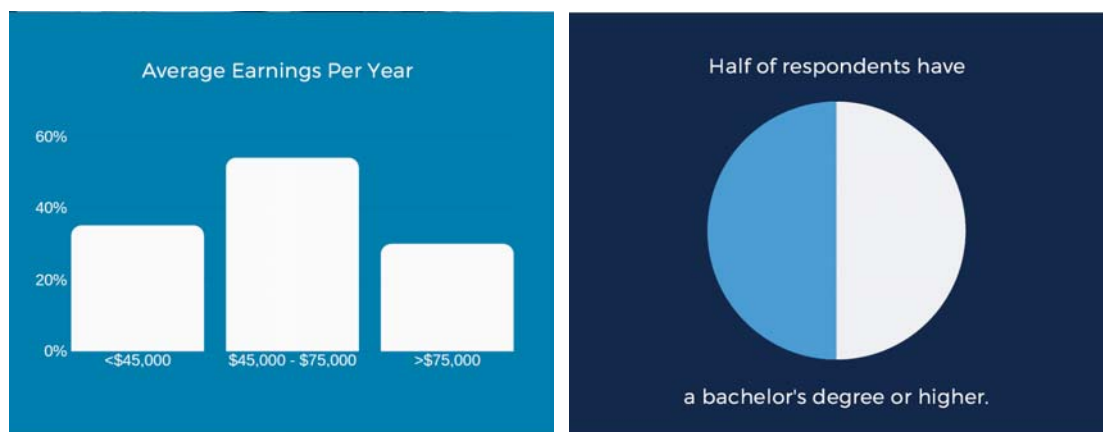 Average Earnings Per Year
60%
40%
20%
0%
<$45,000
$45,000 - $75,000
>$75,000
Half of respondents have
a bachelor's degree or higher.